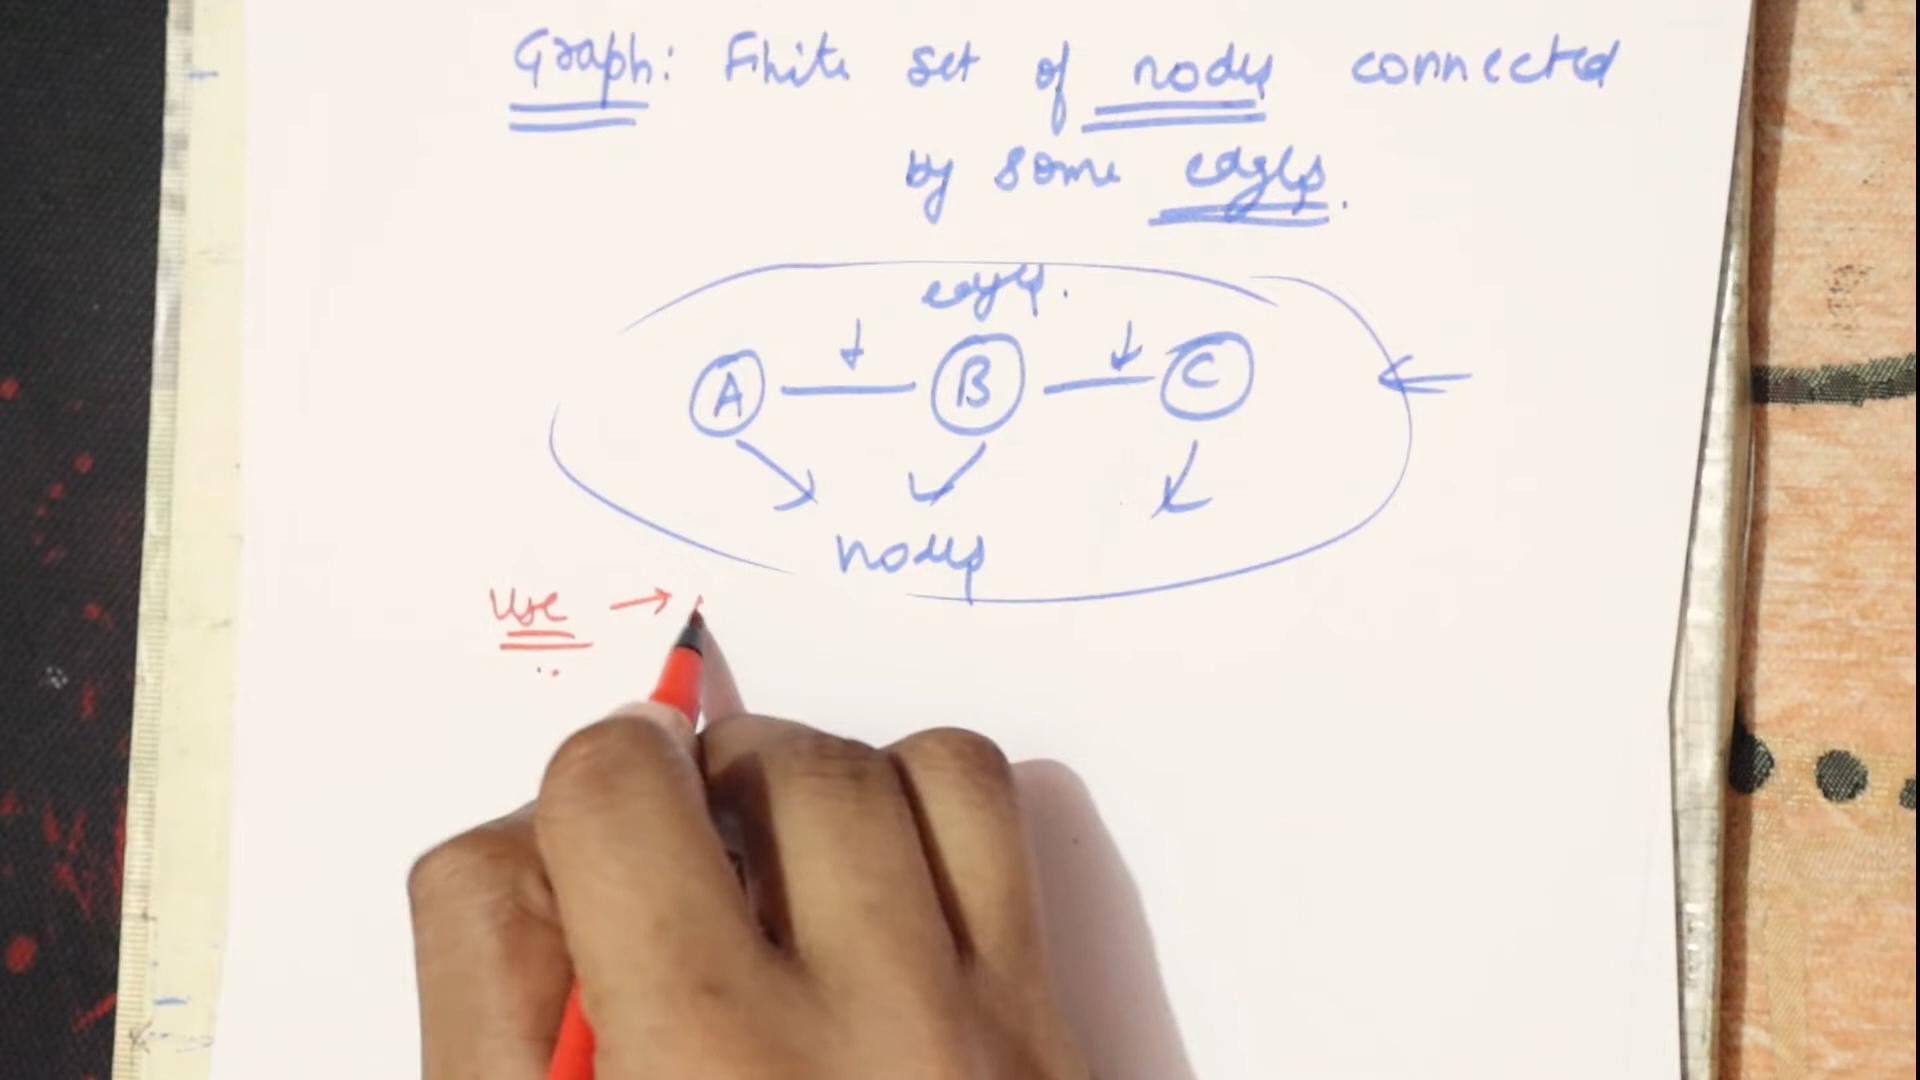 Graph: Finite set of nodes connected
by some edges.
edges.
A B C
nodes
Use →